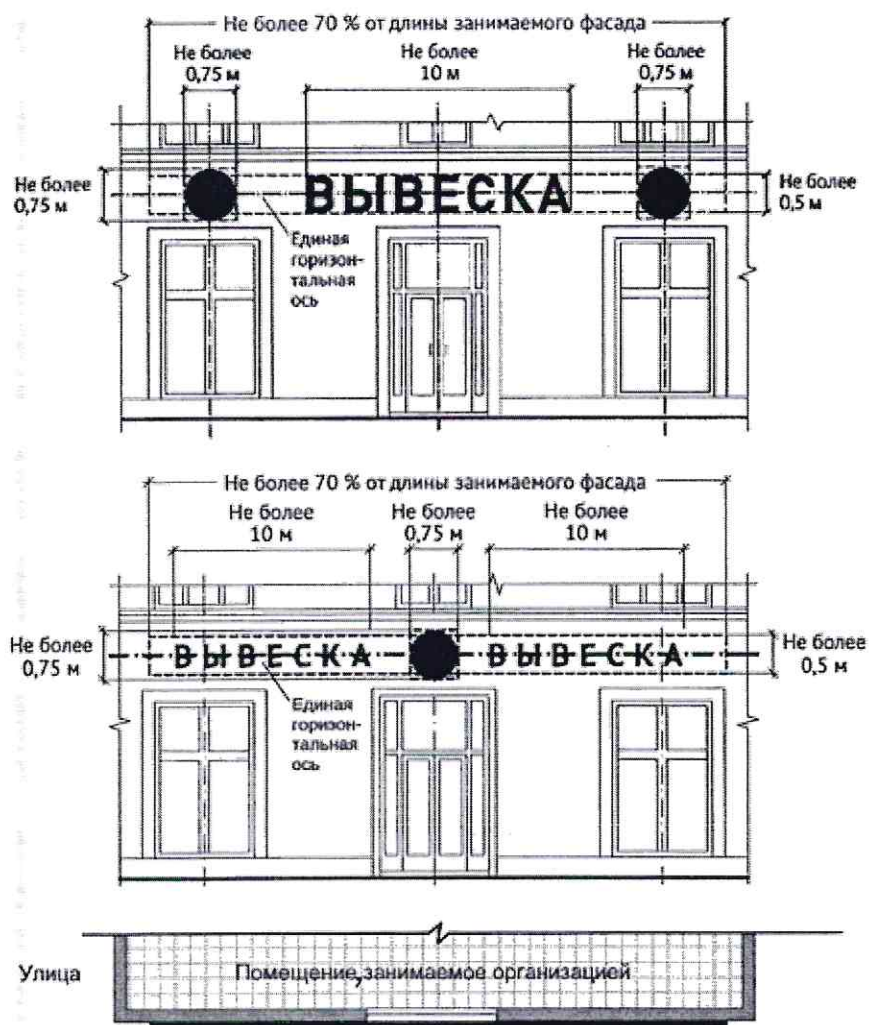 Не более 70 % от длины занимаемого фасада
Не более
0,75 м
Не более
10 м
Не более
0,75 м
Не более
0,75 м
ВЫВЕСКА
Не более
0,5 м
Единая
горизон-
тальная
ось
Не более 70 % от длины занимаемого фасада
Не более
10 м
Не более
0,75 м
Не более
10 м
Не более
0,75 м
ВЫВЕСКА
ВЫВЕСКА
Не более
0,5 м
Единая
горизон-
тальная
ось
Улица
Помещение, занимаемое организацией